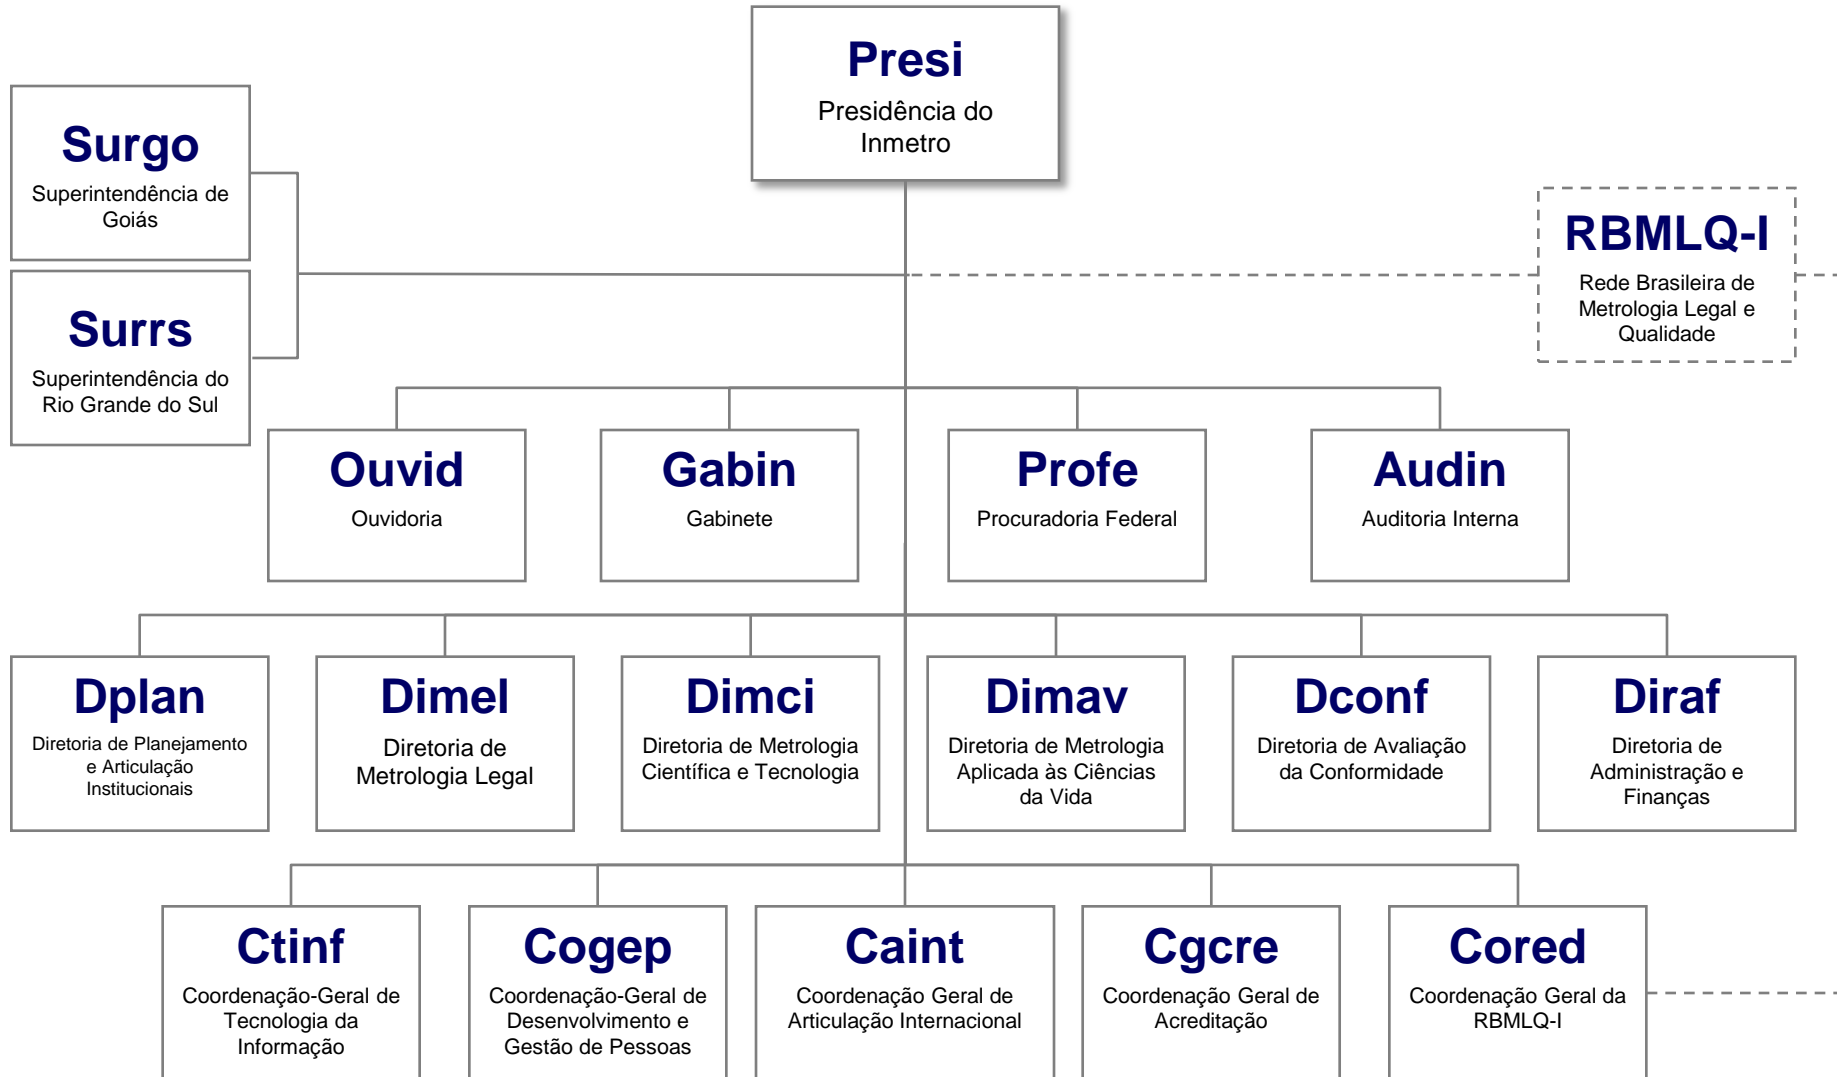 Presi
Presidência do
Inmetro
Surgo
Superintendência de
Goiás
Surrs
Superintendência do
Rio Grande do Sul
RBMLQ-I
Rede Brasileira de
Metrologia Legal e
Qualidade
Ouvid
Ouvidoria
Gabin
Gabinete
Profe
Procuradoria Federal
Audin
Auditoria Interna
Dplan
Diretoria de Planejamento
e Articulação
Institucionais
Dimel
Diretoria de
Metrologia Legal
Dimci
Diretoria de Metrologia
Científica e Tecnologia
Dimav
Diretoria de Metrologia
Aplicada às Ciências
da Vida
Dconf
Diretoria de Avaliação
da Conformidade
Diraf
Diretoria de
Administração e
Finanças
Ctinf
Coordenação-Geral de
Tecnologia da
Informação
Cogep
Coordenação-Geral de
Desenvolvimento e
Gestão de Pessoas
Caint
Coordenação Geral de
Articulação Internacional
Cgcre
Coordenação Geral de
Acreditação
Cored
Coordenação Geral da
RBMLQ-I